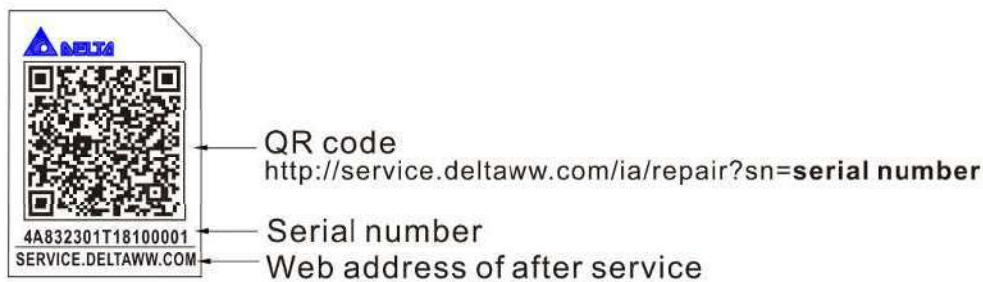 DELTA
QR code
http://service.deltaww.com/ia/repair?sn=serial number
4A832301T18100001
Serial number
SERVICE.DELTAWW.COM
Web address of after service